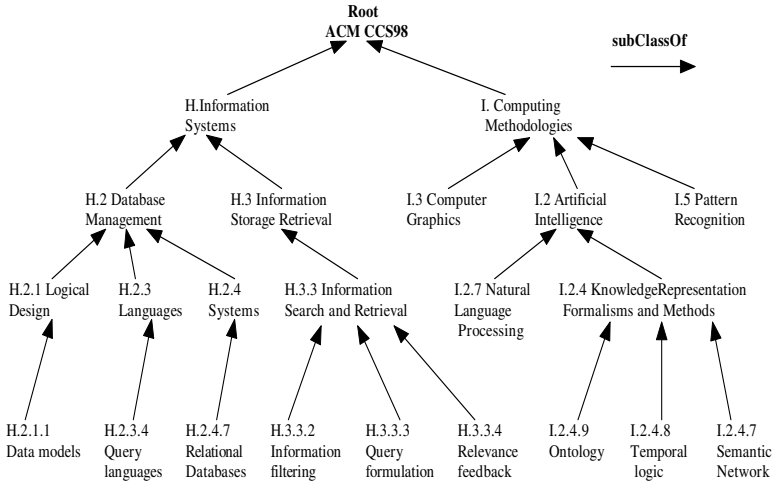 Root
ACM CCS98
subClassOf
H.Information
Systems
I. Computing
Methodologies
H.2 Database
Management
H.3 Information
Storage Retrieval
I.3 Computer
Graphics
I.2 Artificial
Intelligence
I.5 Pattern
Recognition
H.2.1 Logical
Design
H.2.3
Languages
H.2.4
Systems
H.3.3 Information
Search and Retrieval
I.2.7 Natural
Language
Processing
I.2.4 KnowledgeRepresentation
Formalisms and Methods
H.2.1.1
Data models
H.2.3.4
Query
languages
H.2.4.7
Relational
Databases
H.3.3.2
Information
filtering
H.3.3.3
Query
formulation
H.3.3.4
Relevance
feedback
I.2.4.9
Ontology
I.2.4.8
Temporal
logic
I.2.4.7
Semantic
Network